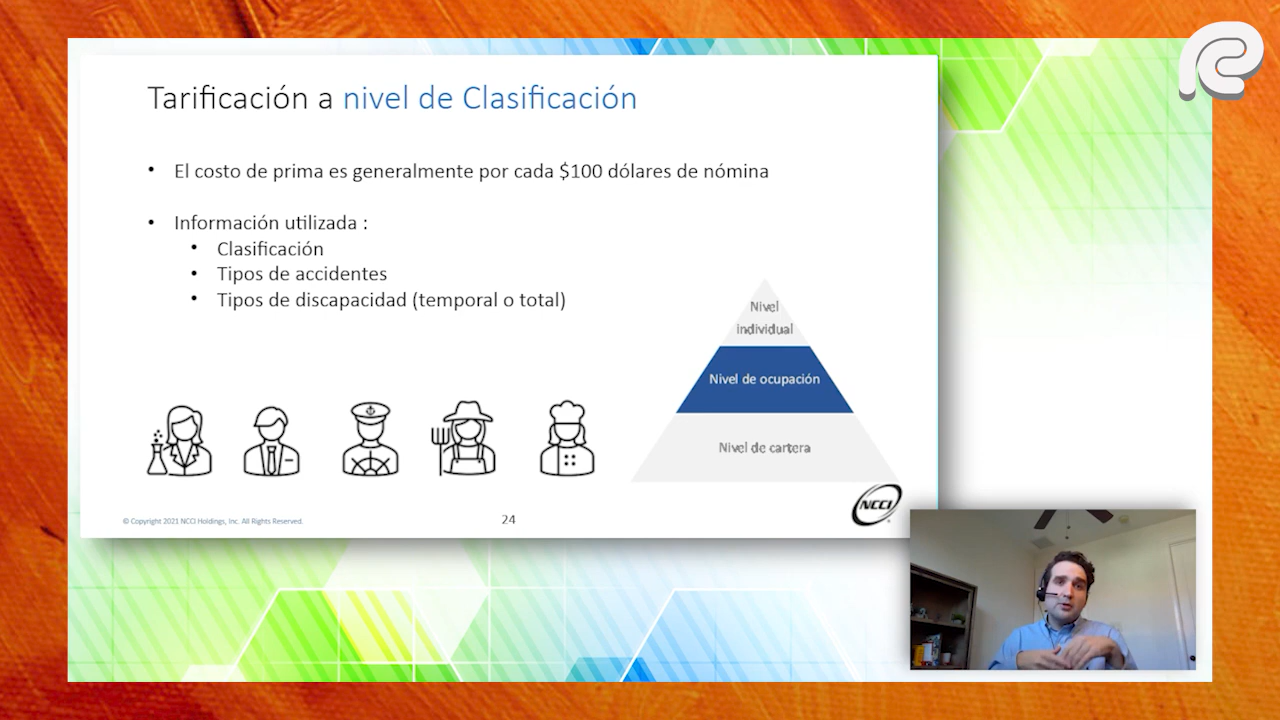 Tarificación a nivel de Clasificación
• El costo de prima es generalmente por cada $100 dólares de nómina
• Información utilizada :
• Clasificación
• Tipos de accidentes
• Tipos de discapacidad (temporal o total)
Nivel
individual
Nivel de ocupación
Nivel de cartera
© Copyright 2021 NCCI Holdings, Inc. All Rights Reserved.
24
NCCI